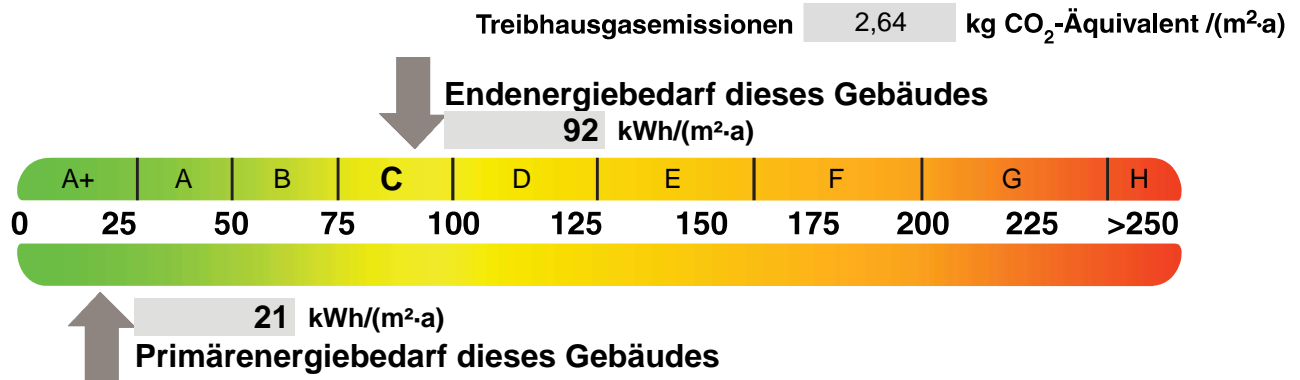 Treibhausgasemissionen 2,64 kg CO₂-Äquivalent /(m²·a)
Endenergiebedarf dieses Gebäudes
92 kWh/(m²·a)
A+ A B C D E F G H
0 25 50 75 100 125 150 175 200 225 >250
21 kWh/(m²·a)
Primärenergiebedarf dieses Gebäudes